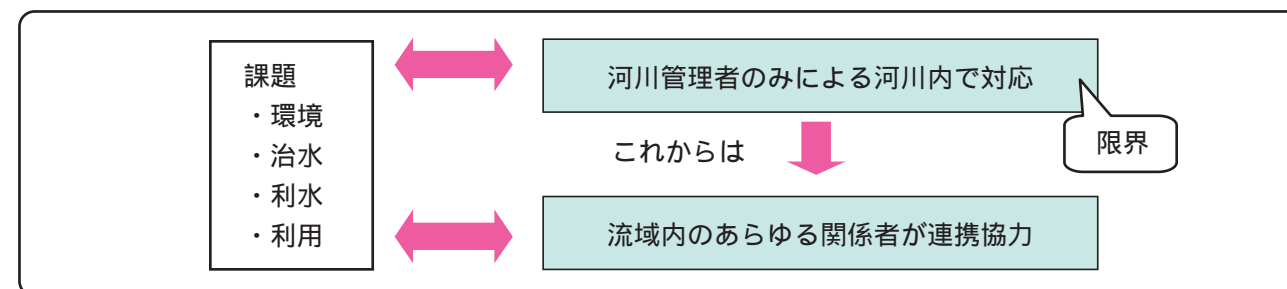 課題
・環境
・治水
・利水
・利用
河川管理者のみによる河川内で対応
限界
これからは
流域内のあらゆる関係者が連携協力